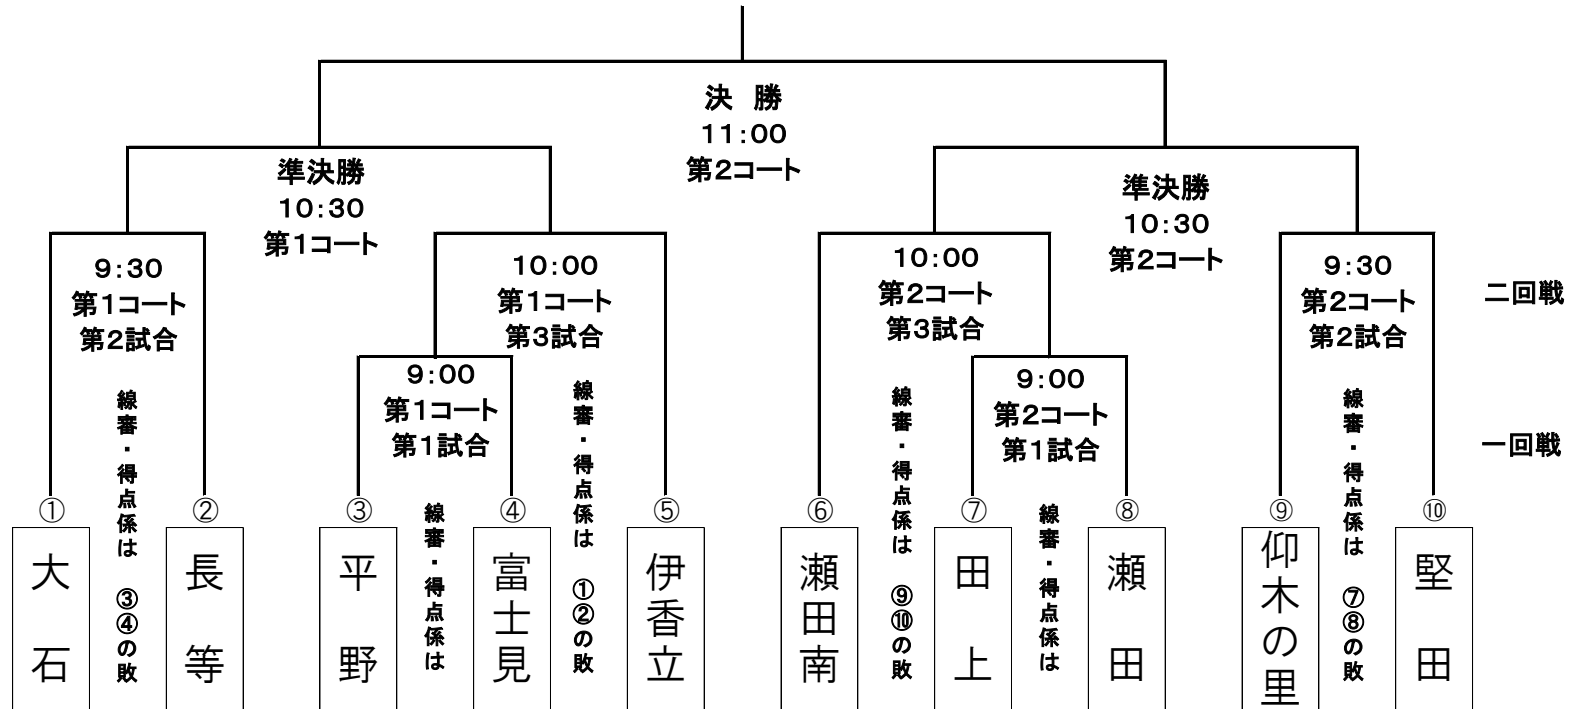 決 勝
11:00
第2コート
準決勝
10:30
第1コート
準決勝
10:30
第2コート
9:30
第1コート
第2試合
10:00
第1コート
第3試合
10:00
第2コート
第3試合
9:30
第2コート
第2試合
二回戦
9:00
第1コート
第1試合
9:00
第2コート
第1試合
一回戦
線審・得点係は ③④の敗
線審・得点係は
線審・得点係は ①②の敗
線審・得点係は ⑨⑩の敗
線審・得点係は
線審・得点係は ⑦⑧の敗
① 大石
② 長等
③ 平野
④ 富士見
⑤ 伊香立
⑥ 瀬田南
⑦ 田上
⑧ 瀬田
⑨ 仰木の里
⑩ 堅田